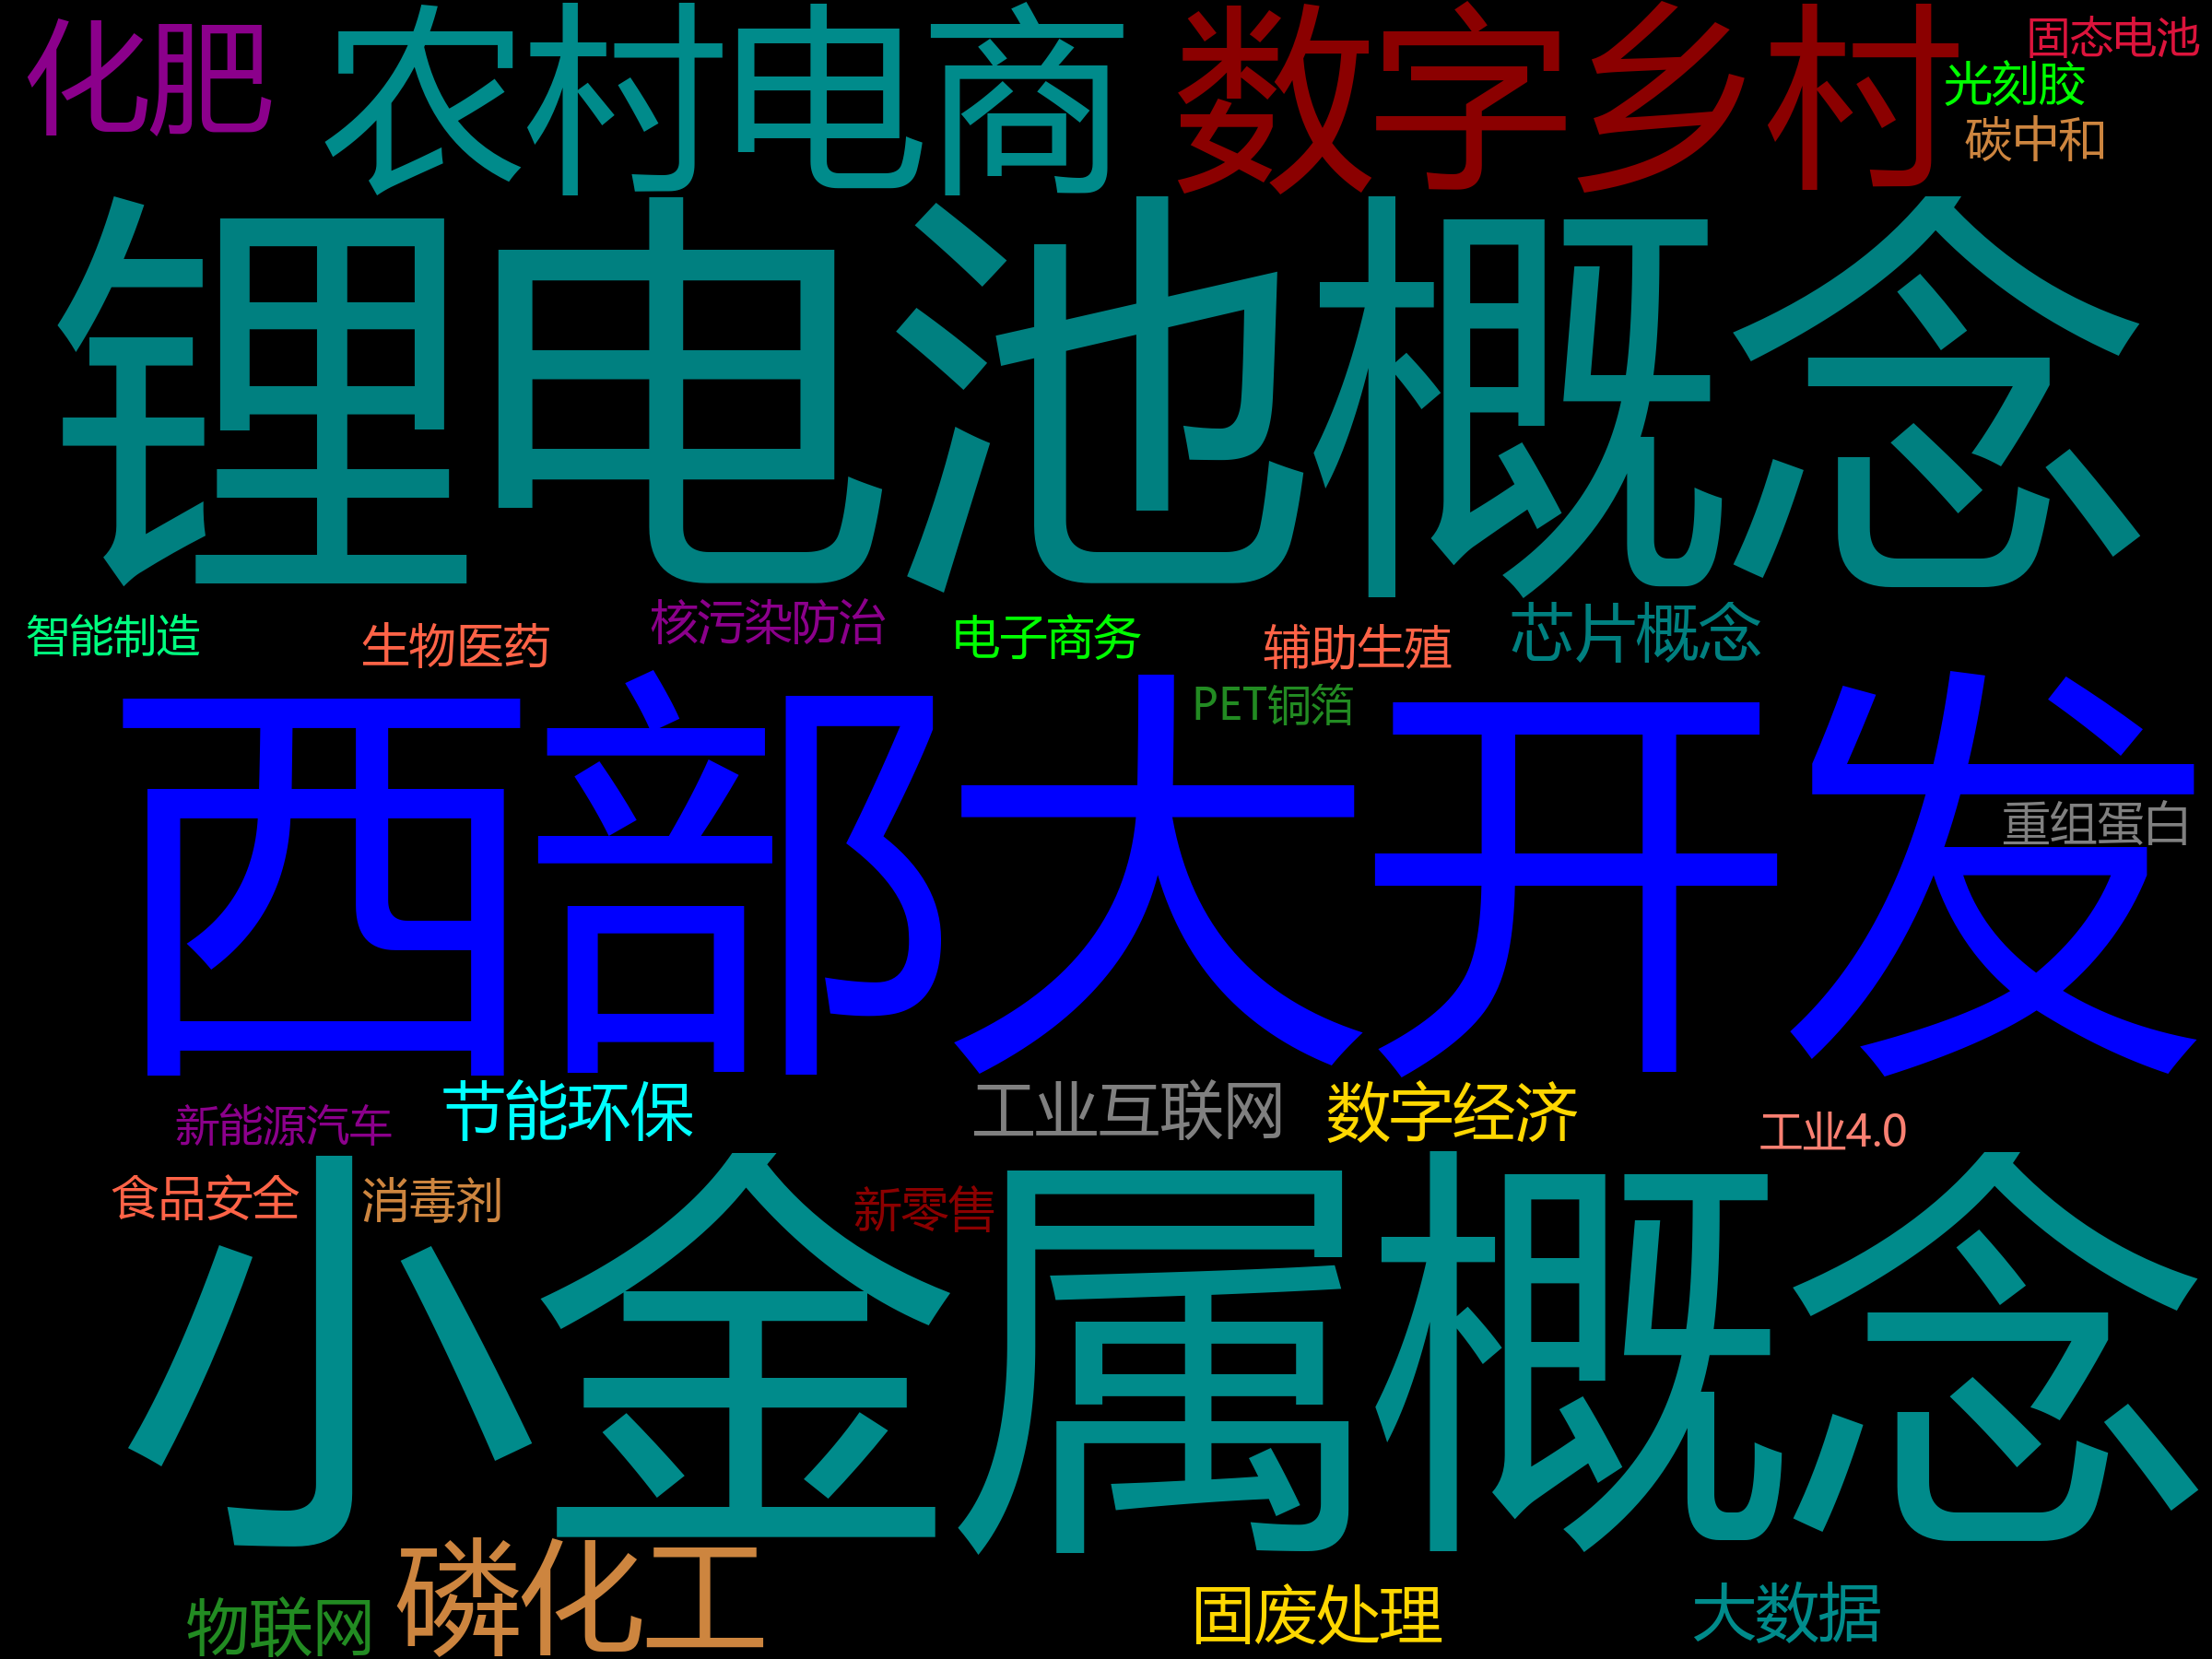 化肥
农村电商
数字乡村
固态电池
光刻胶
碳中和
锂电池概念
智能制造
生物医药
核污染防治
电子商务
辅助生殖
芯片概念
PET铜箔
西部大开发
重组蛋白
新能源汽车
节能环保
工业互联网
数字经济
工业4.0
食品安全
消毒剂
新零售
小金属概念
物联网
磷化工
固废处理
大数据